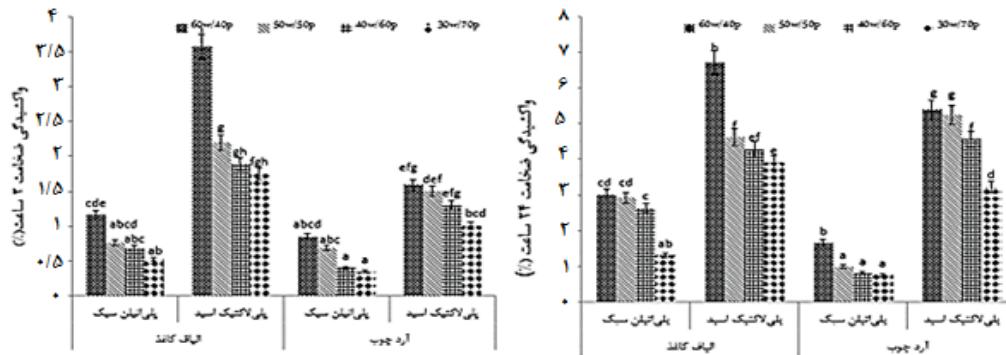 60w/40p 50w/50p 40w/60p 30w/70p
واکشیدگی ضخامت ۲ ساعت(%)
۴
۳/۵
۳
۲/۵
۲
۱/۵
۱
۰/۵
۰
cde abcd abc ab
g gh fgh
abcd abc a a
efg def efg bcd
پلی‌اتیلن سبک پلی‌لاکتیک اسید پلی‌اتیلن سبک پلی‌لاکتیک اسید
الیاف کاغذ آرد چوب
60w/40p 50w/50p 40w/60p 30w/70p
واکشیدگی ضخامت ۲۴ ساعت (%)
۸
۷
۶
۵
۴
۳
۲
۱
۰
cd cd c ab
b f ef e
b a a a
g g f d
پلی‌اتیلن سبک پلی‌لاکتیک اسید پلی‌اتیلن سبک پلی‌لاکتیک اسید
الیاف کاغذ آرد چوب